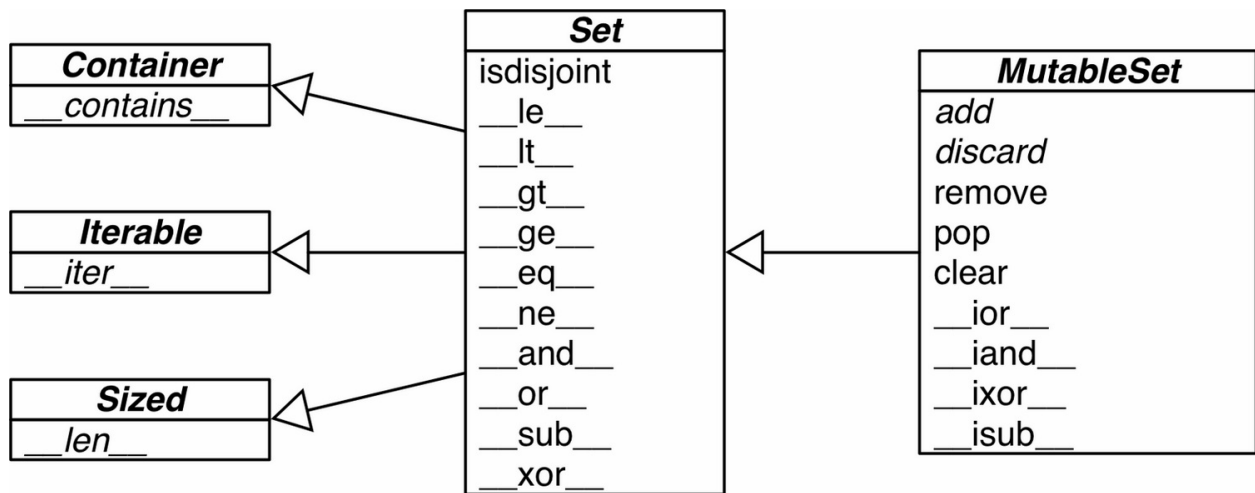 Container
__contains__
Iterable
__iter__
Sized
__len__
Set
isdisjoint
__le__
__lt__
__gt__
__ge__
__eq__
__ne__
__and__
__or__
__sub__
__xor__
MutableSet
add
discard
remove
pop
clear
__ior__
__iand__
__ixor__
__isub__